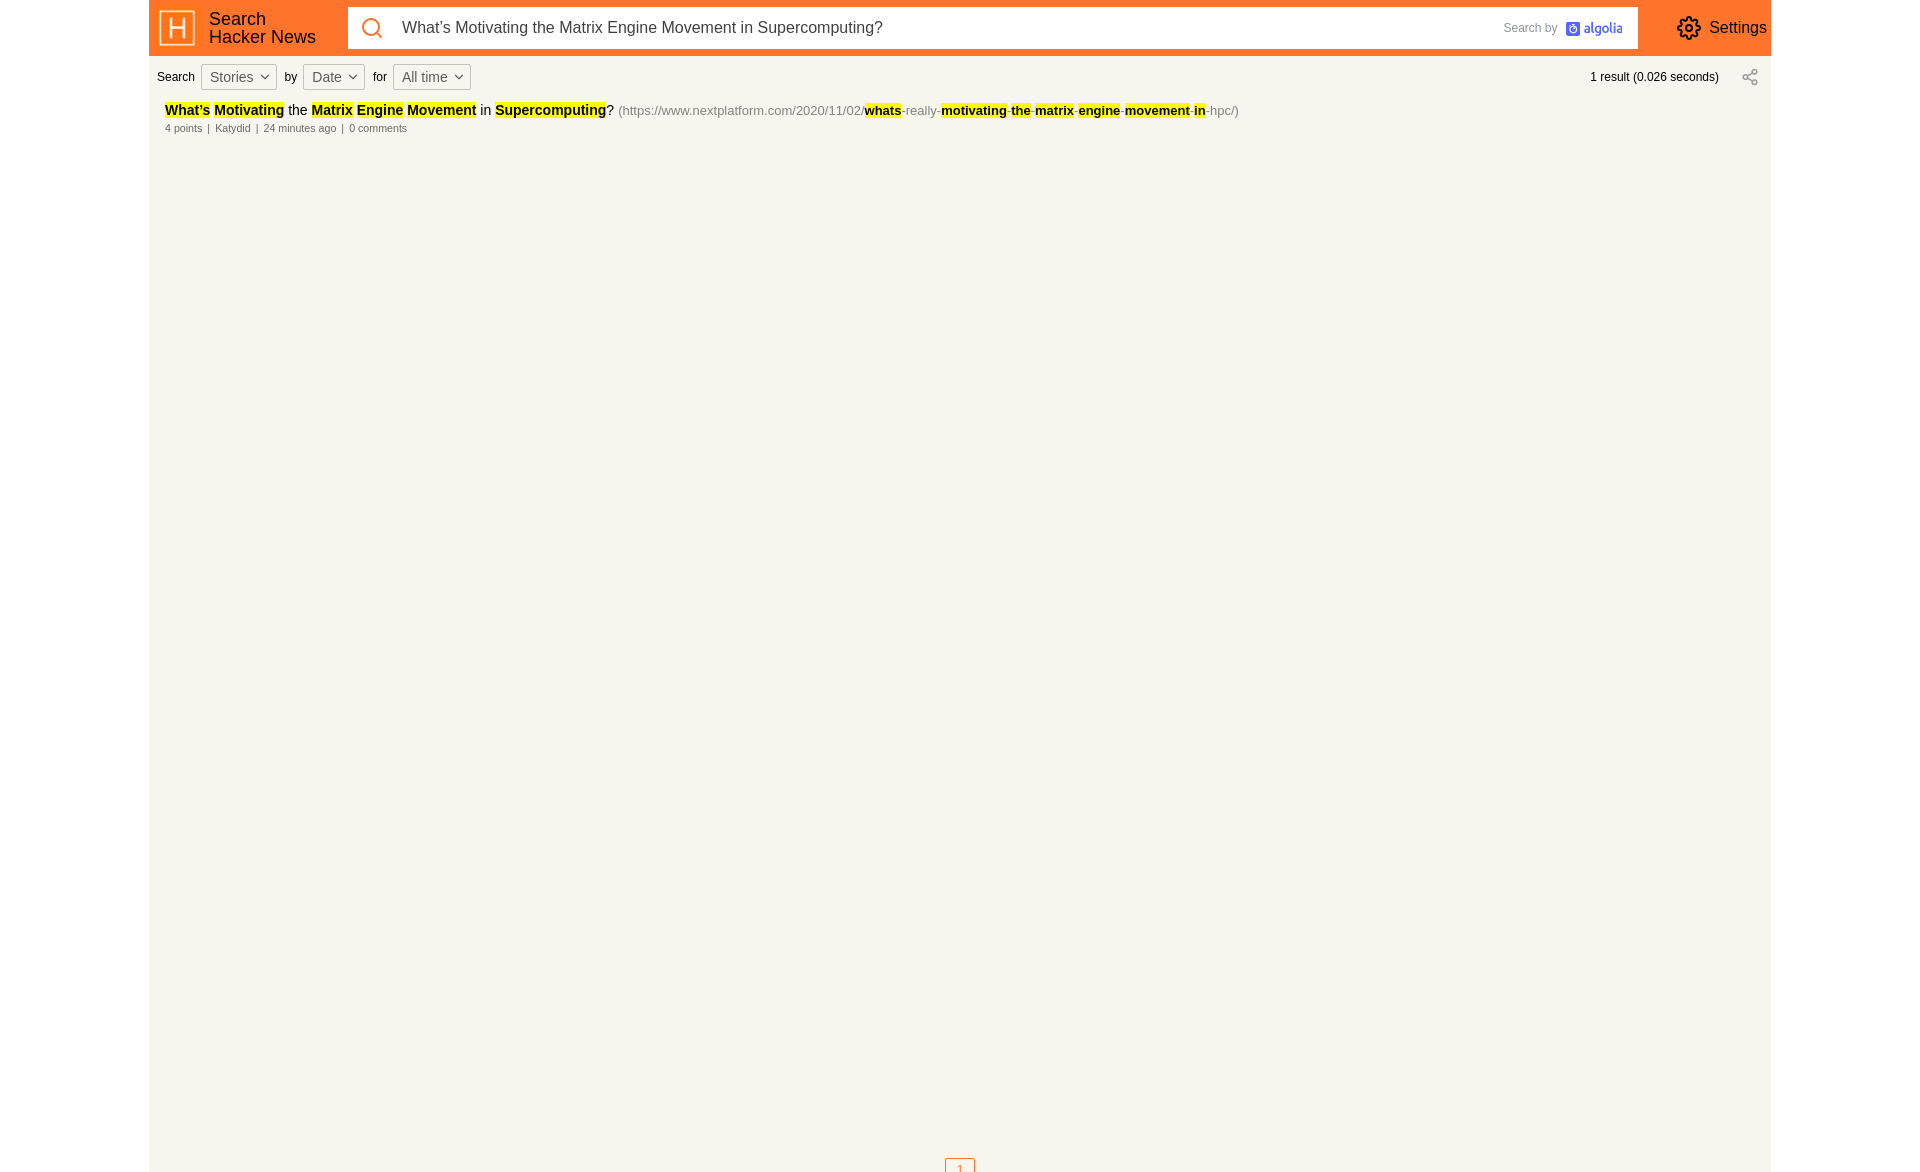 H
Search
Hacker News
What’s Motivating the Matrix Engine Movement in Supercomputing?
Search by algolia
Settings
Search Stories by Date for All time
1 result (0.026 seconds)
What’s Motivating the Matrix Engine Movement in Supercomputing? (https://www.nextplatform.com/2020/11/02/whats-really-motivating-the-matrix-engine-movement-in-hpc/)
4 points | Katydid | 24 minutes ago | 0 comments
1